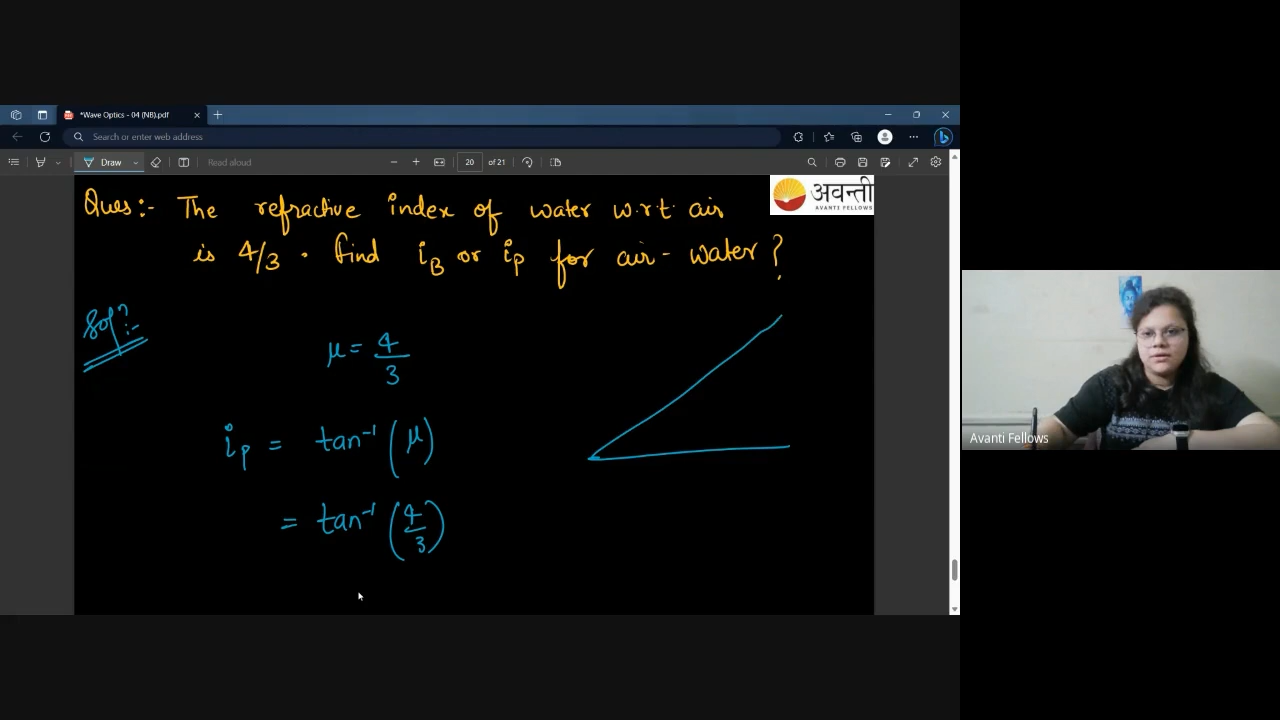 *Wave Optics - 04 (NB).pdf
Search or enter web address
Draw
Read aloud
20 of 21
Ques:- The refractive index of water w.r.t. air
is 4/3. find iB or ip for air-water?
अवन्ती
AVANTI FELLOWS
Solⁿ:-
μ = 4/3
ip = tan⁻¹ (μ)
= tan⁻¹ (4/3)
Avanti Fellows